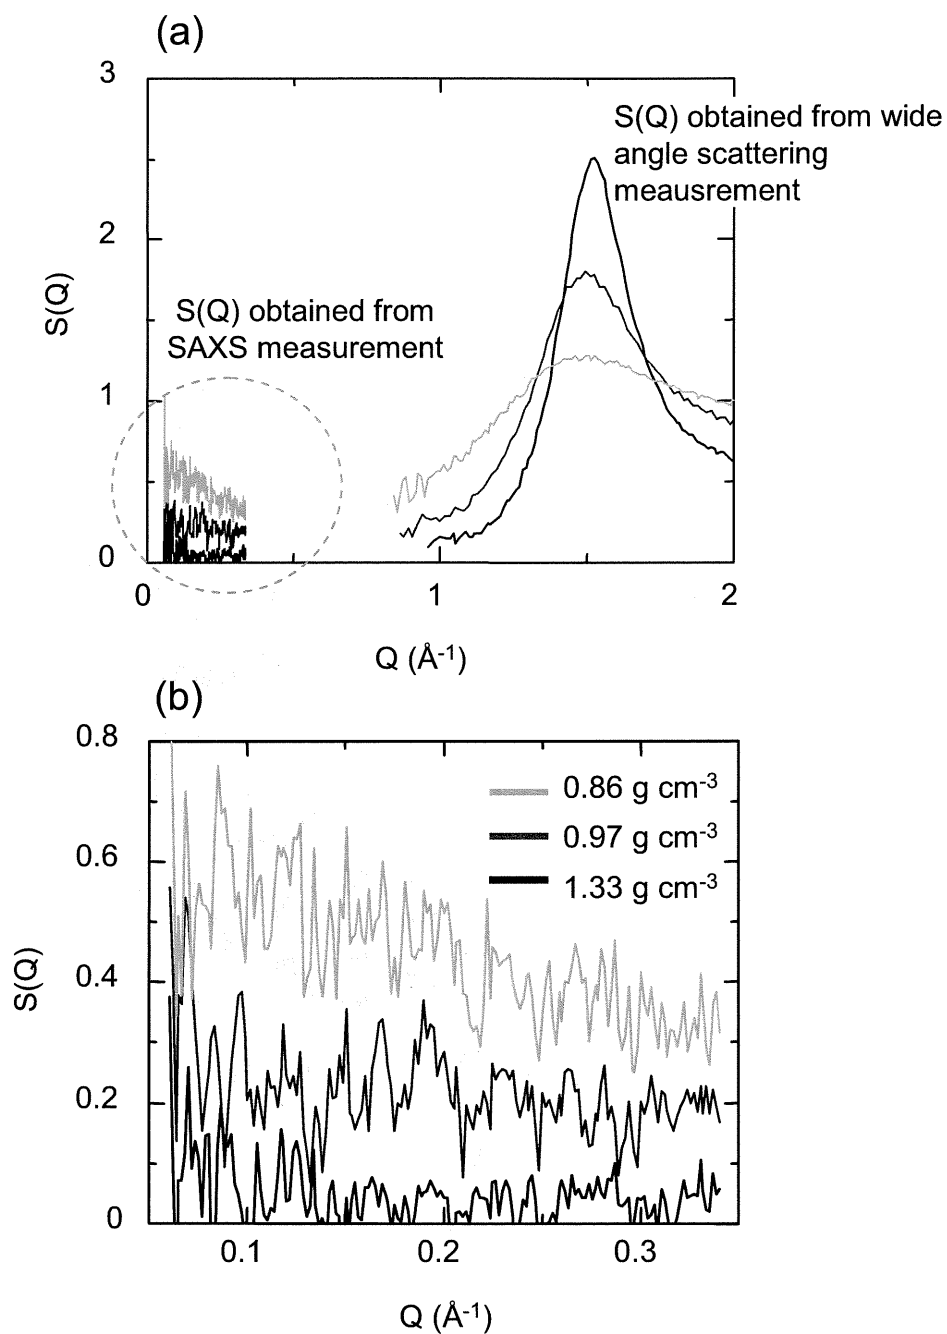 (a)
3
S(Q) obtained from wide
angle scattering
meausrement
2
S(Q)
S(Q) obtained from
SAXS measurement
1
0
0 1 2
Q (Å-1)
(b)
0.8
0.86 g cm-3
0.97 g cm-3
0.6
1.33 g cm-3
S(Q)
0.4
0.2
0
0.1 0.2 0.3
Q (Å-1)